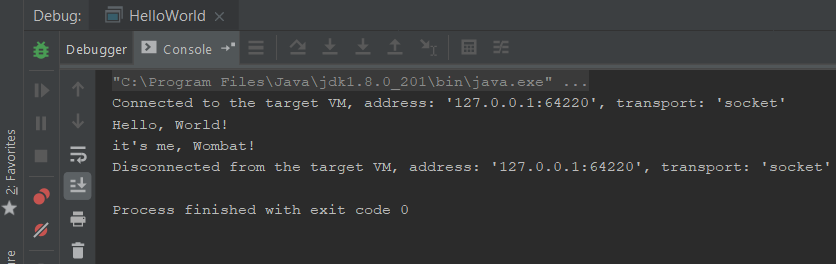 Debug: HelloWorld
Debugger Console
"C:\Program Files\Java\jdk1.8.0_201\bin\java.exe" ...
Connected to the target VM, address: '127.0.0.1:64220', transport: 'socket'
Hello, World!
it's me, Wombat!
Disconnected from the target VM, address: '127.0.0.1:64220', transport: 'socket'
Process finished with exit code 0
2: Favorites